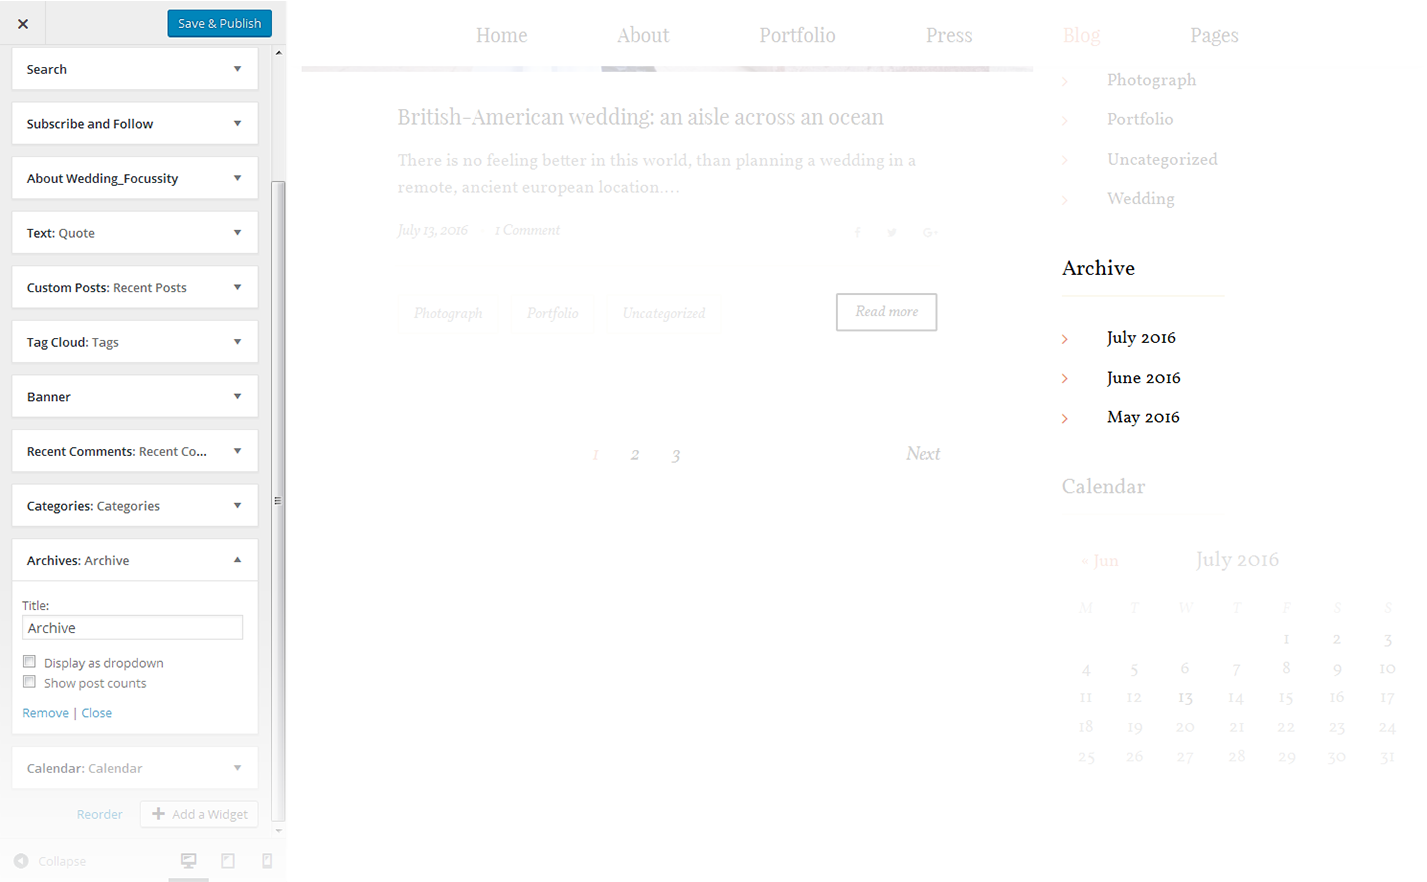 Save & Publish
Search
Subscribe and Follow
About Wedding_Focussity
Text: Quote
Custom Posts: Recent Posts
Tag Cloud: Tags
Banner
Recent Comments: Recent Co...
Categories: Categories
Archives: Archive
Title:
Archive
Display as dropdown
Show post counts
Remove | Close
Calendar: Calendar
Reorder
Add a Widget
Collapse
Home About Portfolio Press Blog Pages
British-American wedding: an aisle across an ocean
There is no feeling better in this world, than planning a wedding in a
remote, ancient european location....
July 13, 2016 · 1 Comment
Photograph Portfolio Uncategorized Read more
1 2 3 Next
Photograph
Portfolio
Uncategorized
Wedding
Archive
July 2016
June 2016
May 2016
Calendar
« Jun July 2016
M T W T F S S
1 2 3
4 5 6 7 8 9 10
11 12 13 14 15 16 17
18 19 20 21 22 23 24
25 26 27 28 29 30 31